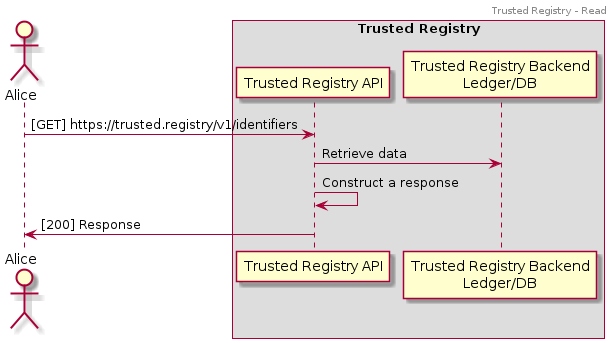 Trusted Registry - Read
Trusted Registry
Alice
Trusted Registry API
Trusted Registry Backend
Ledger/DB
[GET] https://trusted.registry/v1/identifiers
Retrieve data
Construct a response
[200] Response
Alice
Trusted Registry API
Trusted Registry Backend
Ledger/DB